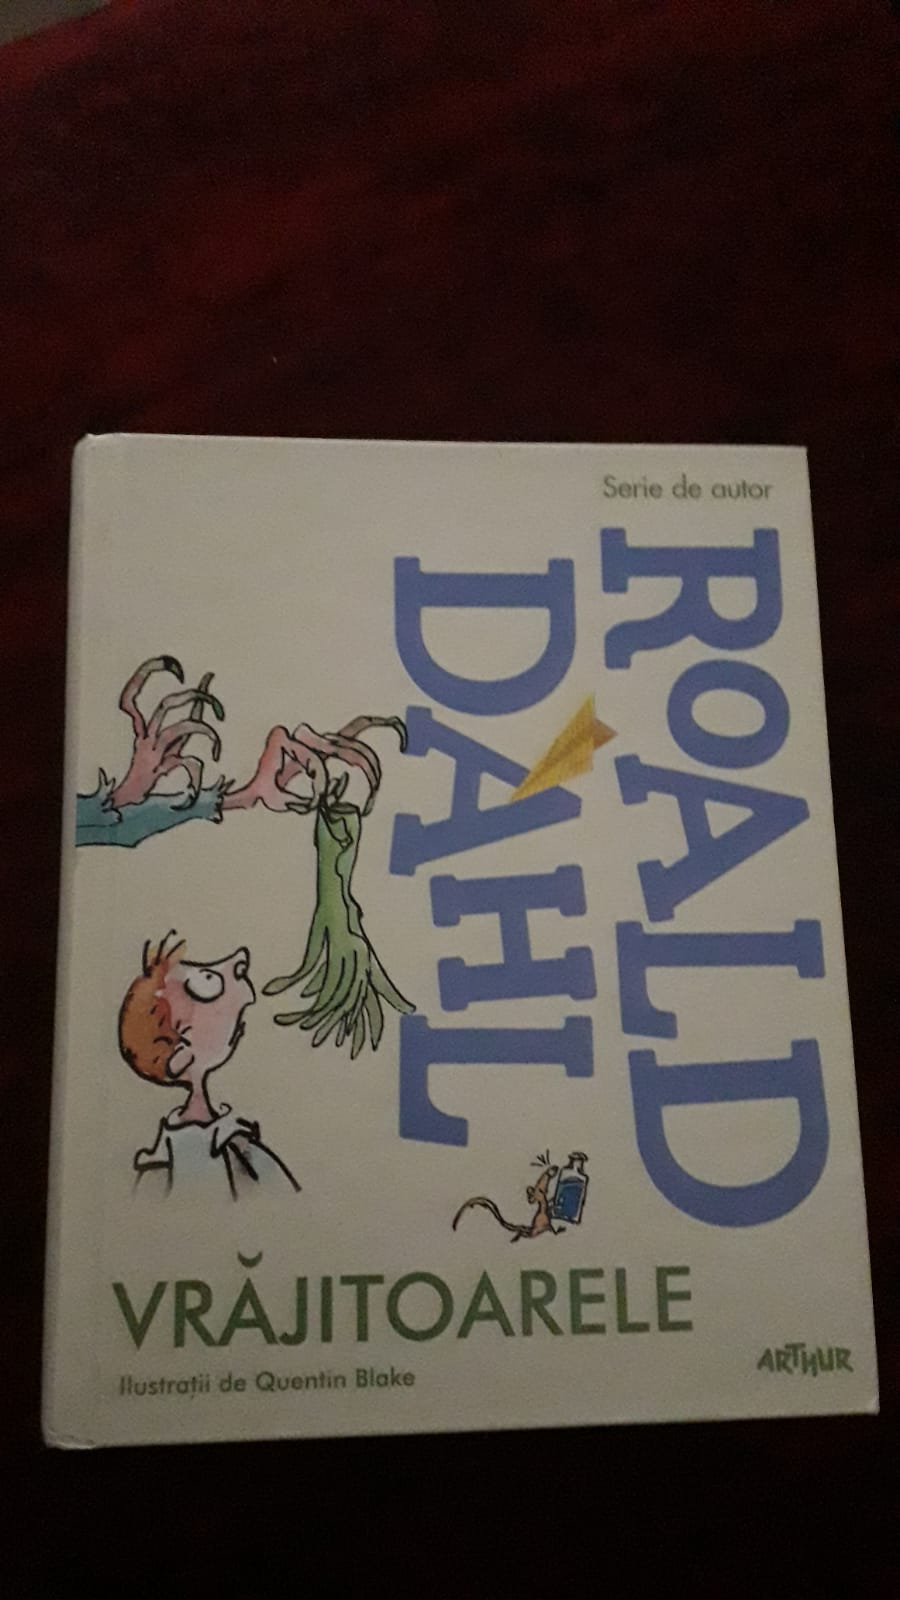 Serie de autor
ROALD
DAHL
VRĂJITOARELE
Ilustrații de Quentin Blake
ARTHUR